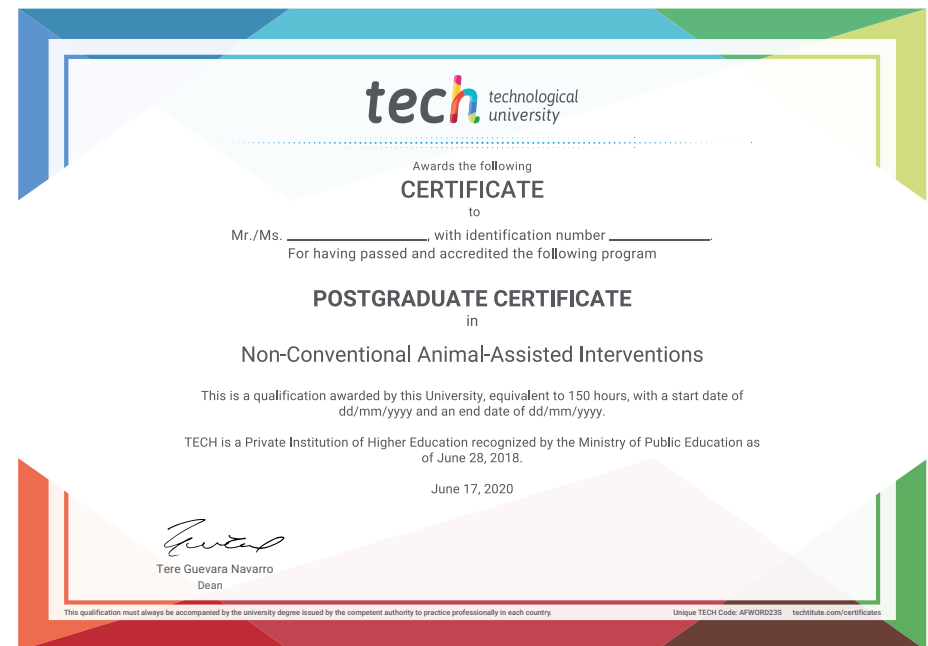 tech technological
university
Awards the following
CERTIFICATE
to
Mr./Ms. ____________________, with identification number ______________.
For having passed and accredited the following program
POSTGRADUATE CERTIFICATE
in
Non-Conventional Animal-Assisted Interventions
This is a qualification awarded by this University, equivalent to 150 hours, with a start date of
dd/mm/yyyy and an end date of dd/mm/yyyy.
TECH is a Private Institution of Higher Education recognized by the Ministry of Public Education as
of June 28, 2018.
June 17, 2020
Tere Guevara Navarro
Dean
This qualification must always be accompanied by the university degree issued by the competent authority to practice professionally in each country. Unique TECH Code: AFWORD23S techtitute.com/certificates